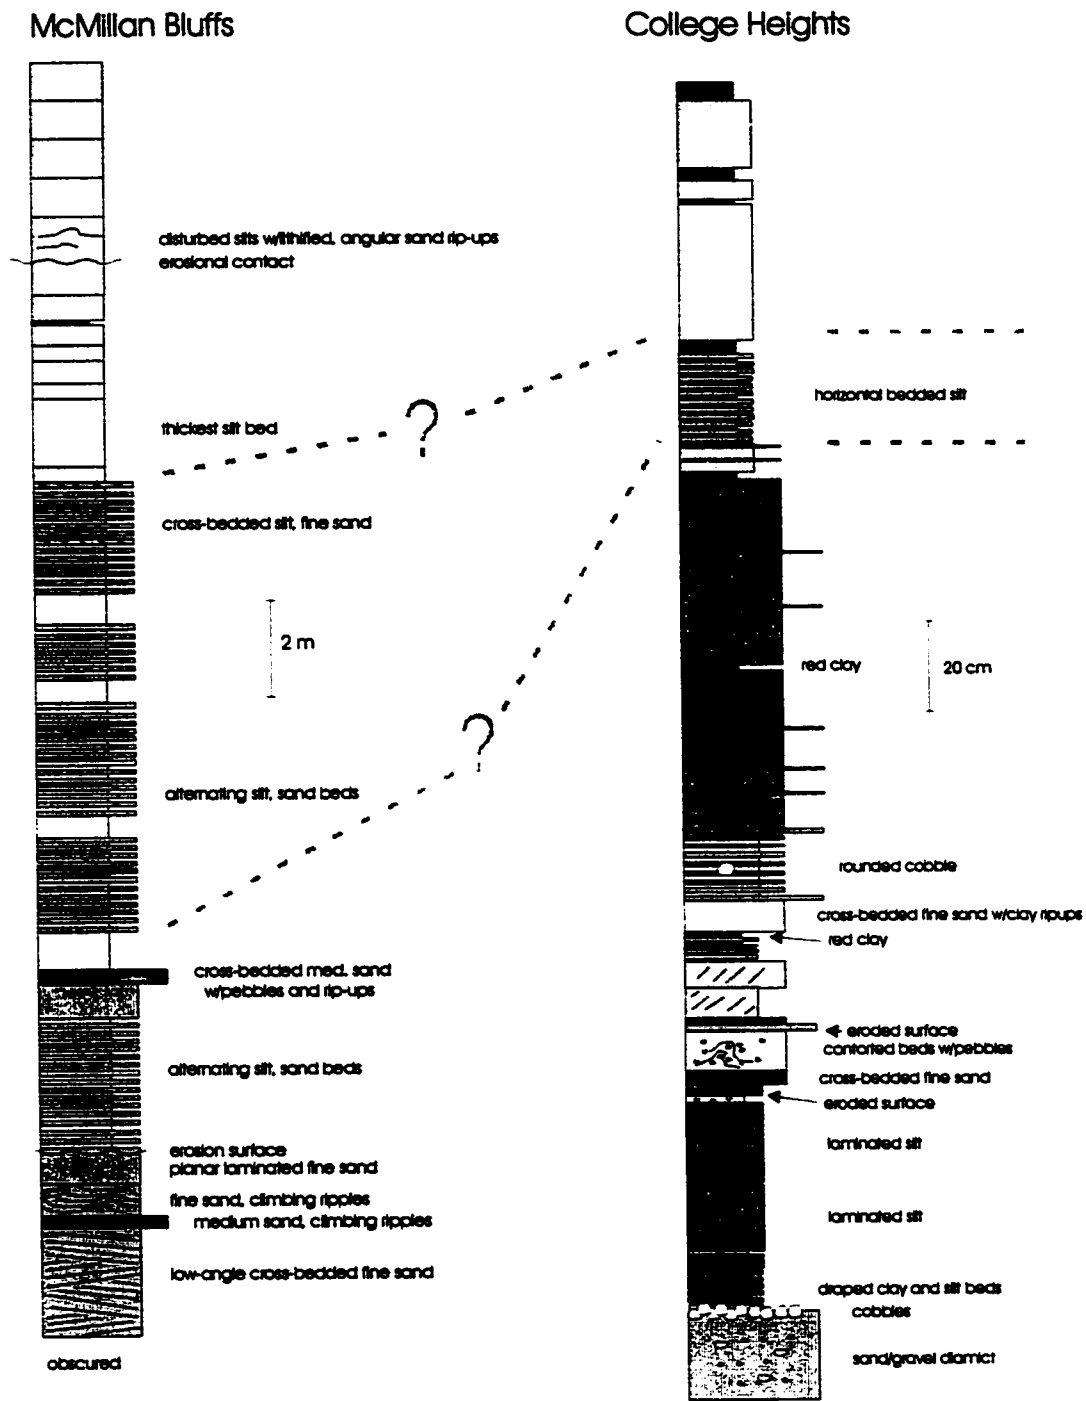 McMillan Bluffs
disturbed silts w/lithified, angular sand rip-ups
erosional contact
thickest silt bed
?
cross-bedded silt, fine sand
2 m
?
alternating silt, sand beds
cross-bedded med. sand
w/pebbles and rip-ups
alternating silt, sand beds
erosion surface
planar laminated fine sand
fine sand, climbing ripples
medium sand, climbing ripples
low-angle cross-bedded fine sand
obscured
College Heights
horizontal bedded silt
red clay
20 cm
rounded cobble
cross-bedded fine sand w/clay ripups
red clay
eroded surface
contorted beds w/pebbles
cross-bedded fine sand
eroded surface
laminated silt
laminated silt
draped clay and silt beds
cobbles
sand/gravel diamict